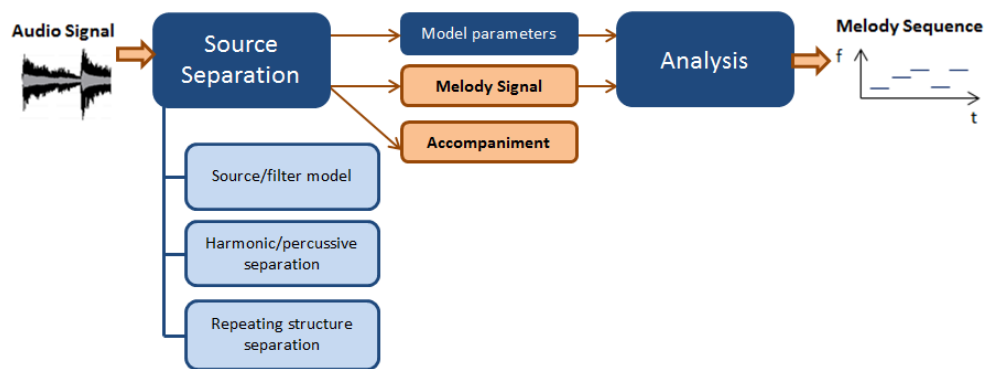 Audio Signal
Source
Separation
Model parameters
Melody Signal
Accompaniment
Analysis
Melody Sequence
f
t
Source/filter model
Harmonic/percussive
separation
Repeating structure
separation